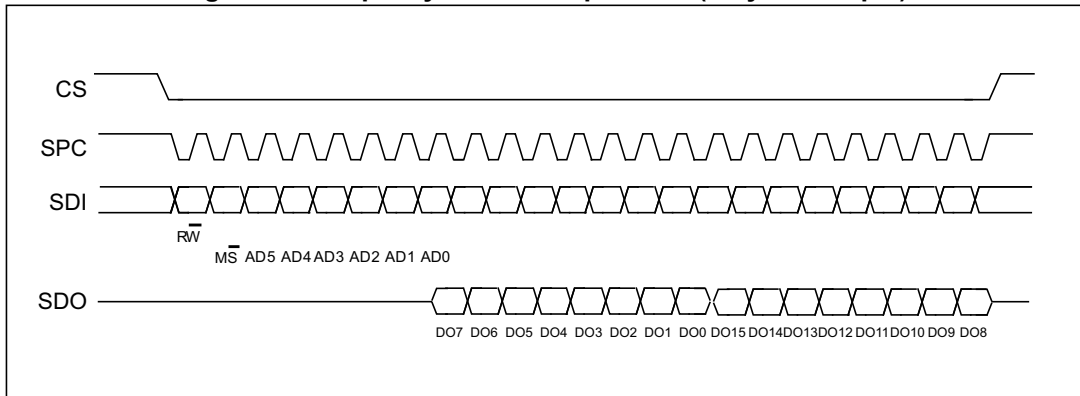 CS
SPC
SDI
RW̅
MS̅ AD5 AD4 AD3 AD2 AD1 AD0
SDO
DO7 DO6 DO5 DO4 DO3 DO2 DO1 DO0 DO15 DO14 DO13 DO12 DO11 DO10 DO9 DO8